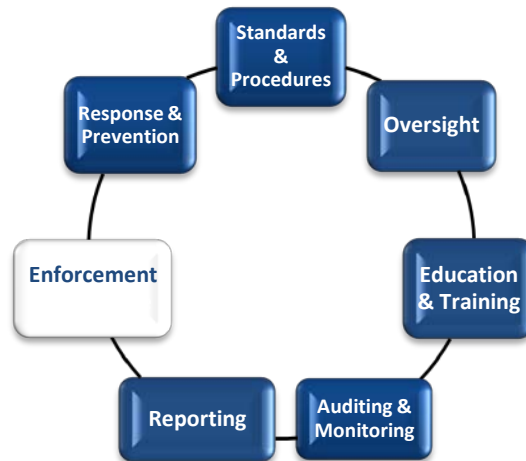 Standards
&
Procedures
Oversight
Education
& Training
Auditing &
Monitoring
Reporting
Enforcement
Response &
Prevention